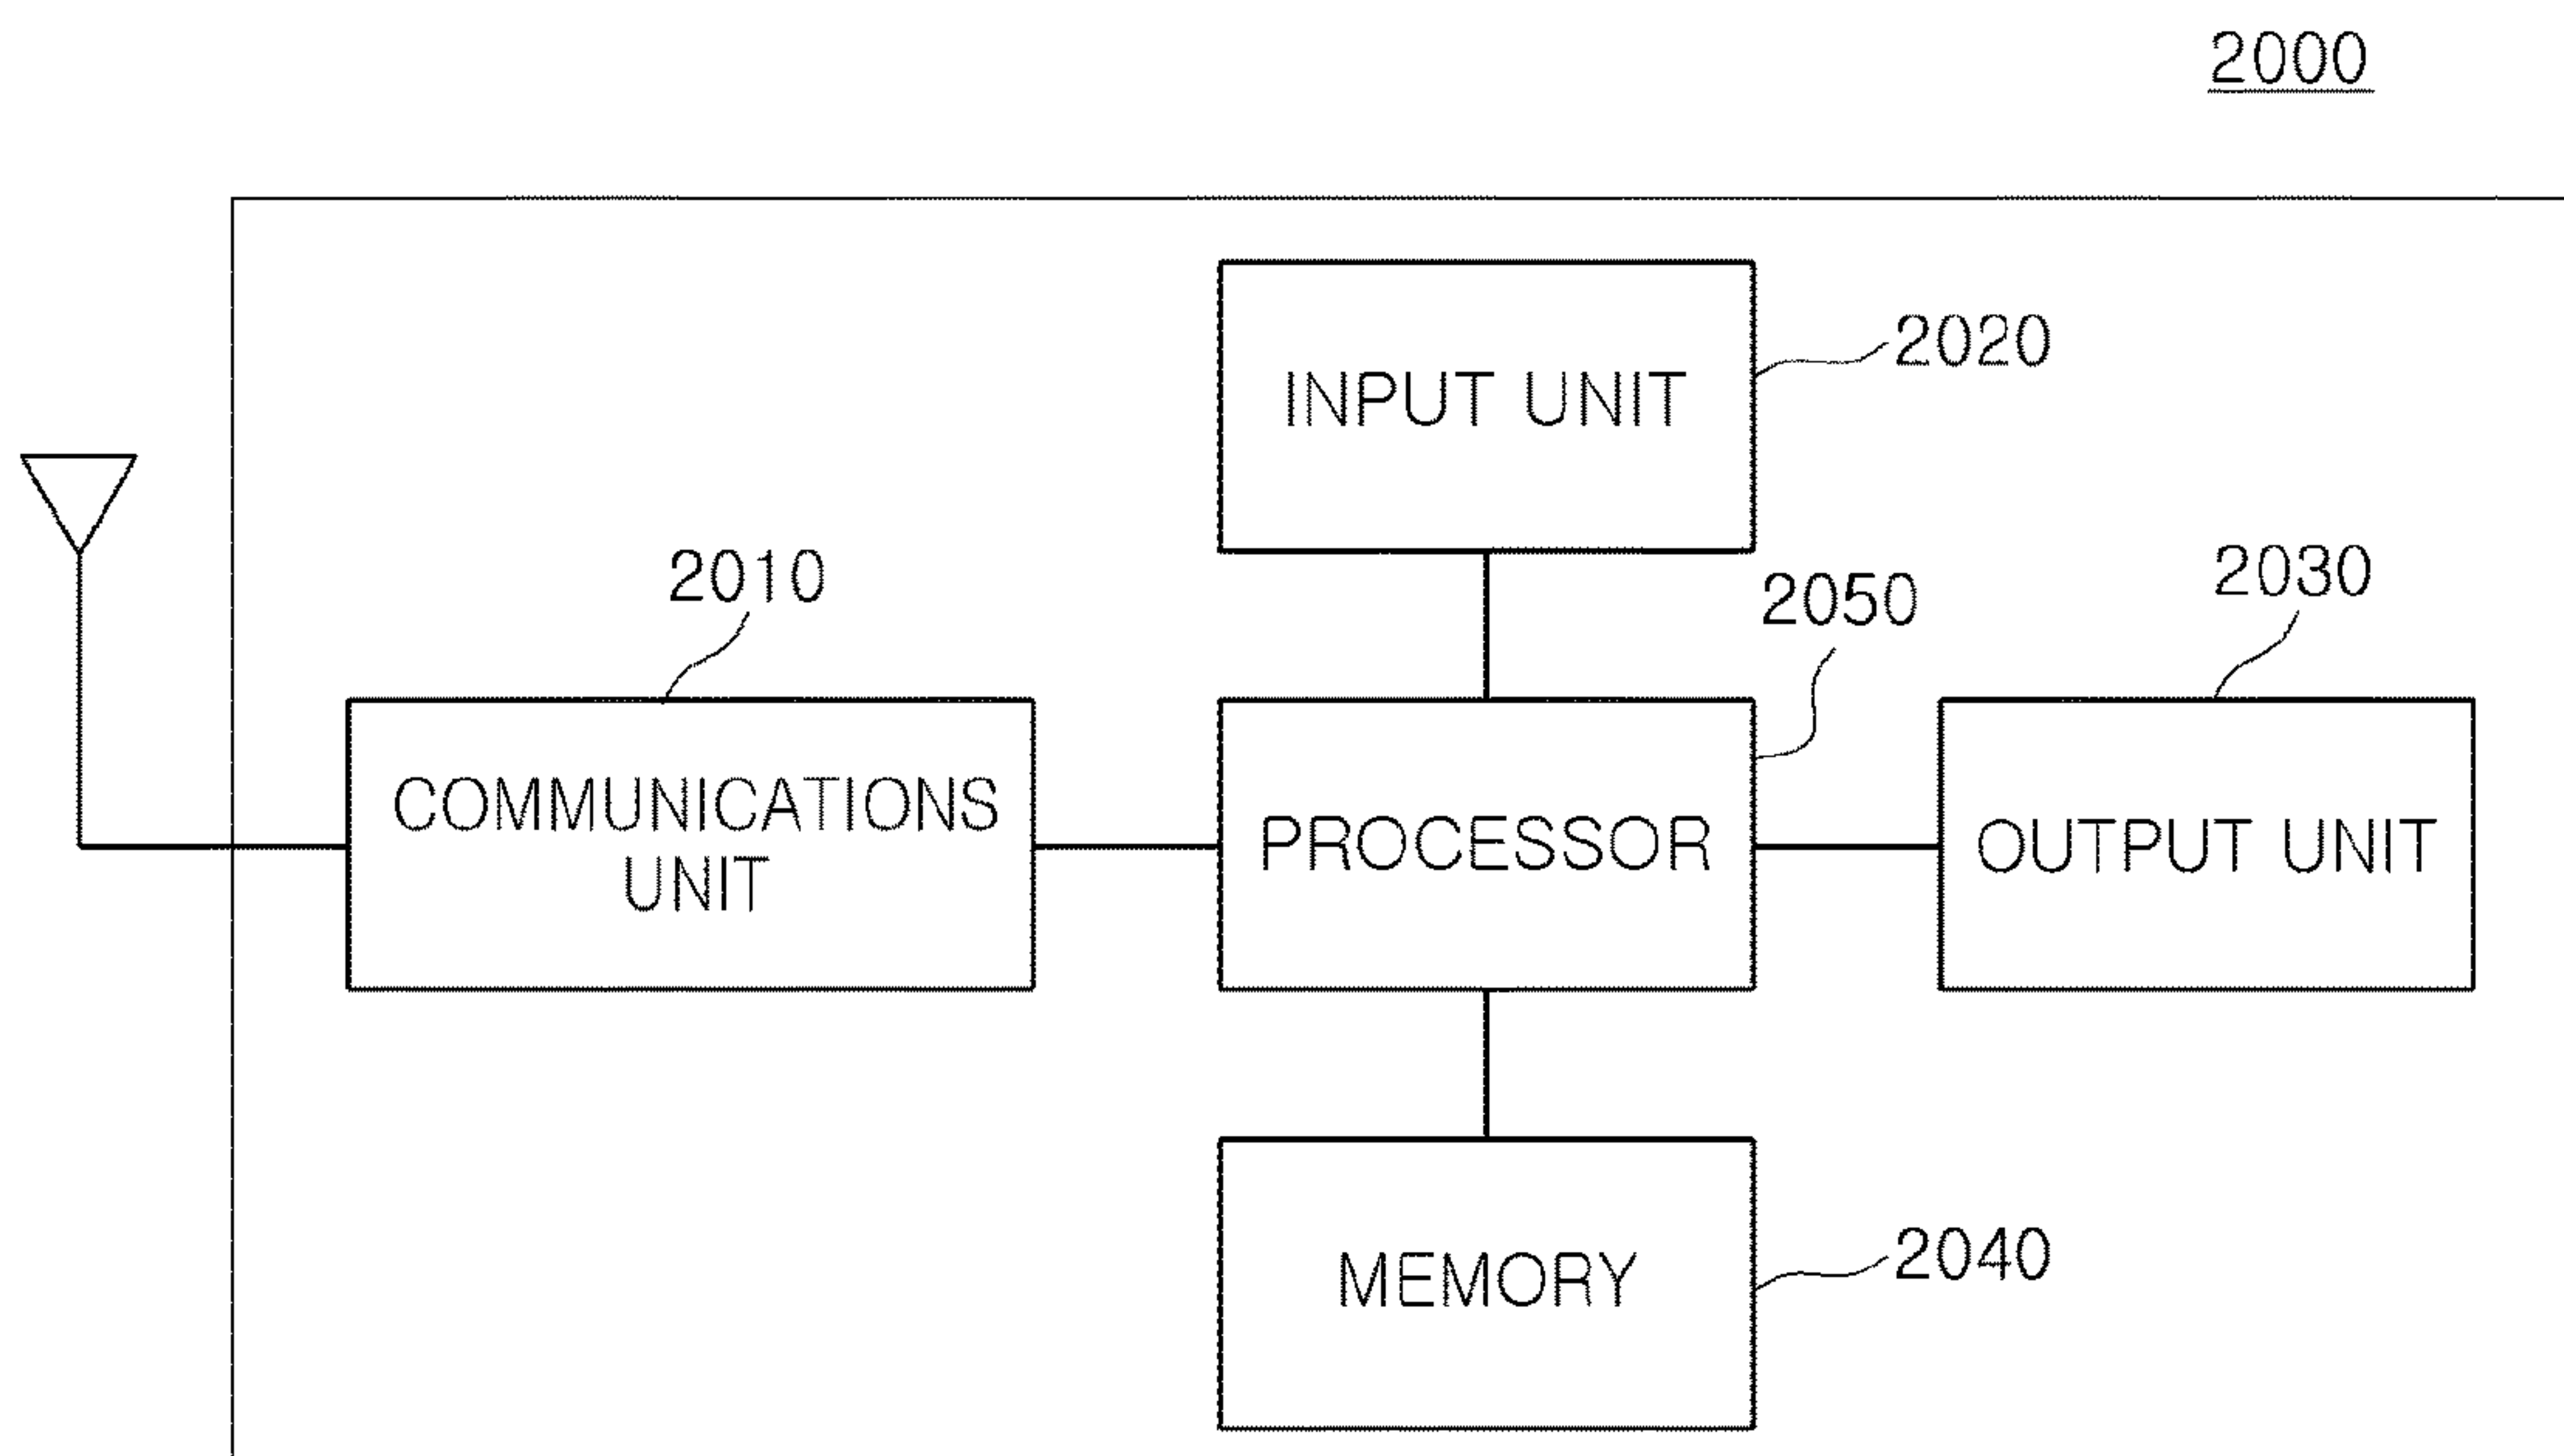 2000
INPUT UNIT
2020
2010
2050
2030
COMMUNICATIONS
UNIT
PROCESSOR
OUTPUT UNIT
MEMORY
2040